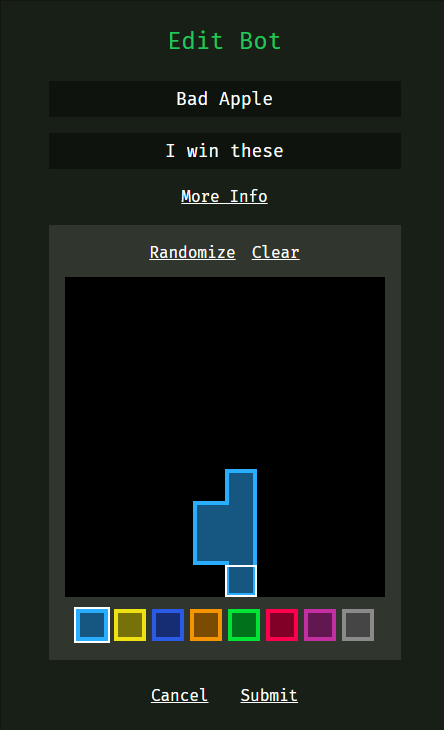 Edit Bot
Bad Apple
I win these
More Info
Randomize Clear
Cancel Submit